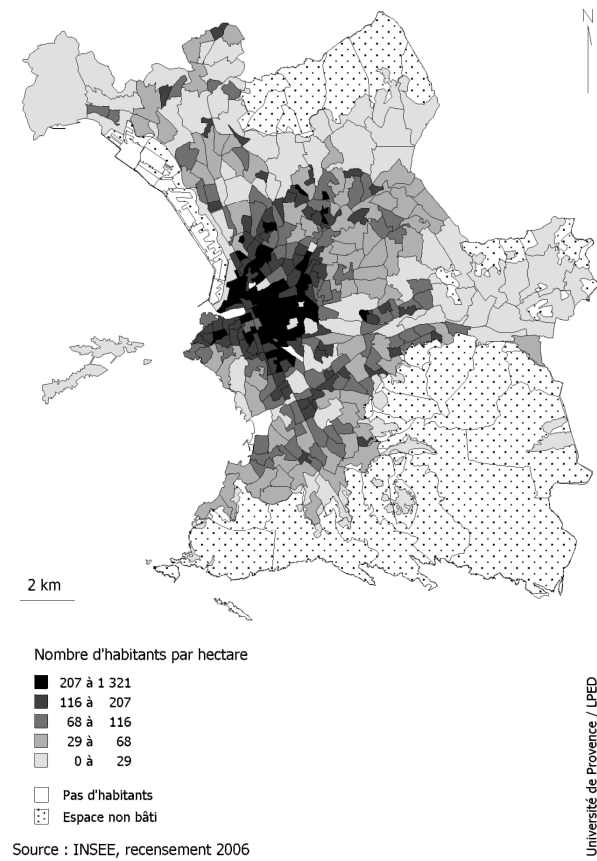 N
2 km
Nombre d'habitants par hectare
207 à 1 321
116 à 207
68 à 116
29 à 68
0 à 29
Pas d'habitants
Espace non bâti
Source : INSEE, recensement 2006
Université de Provence / LPED